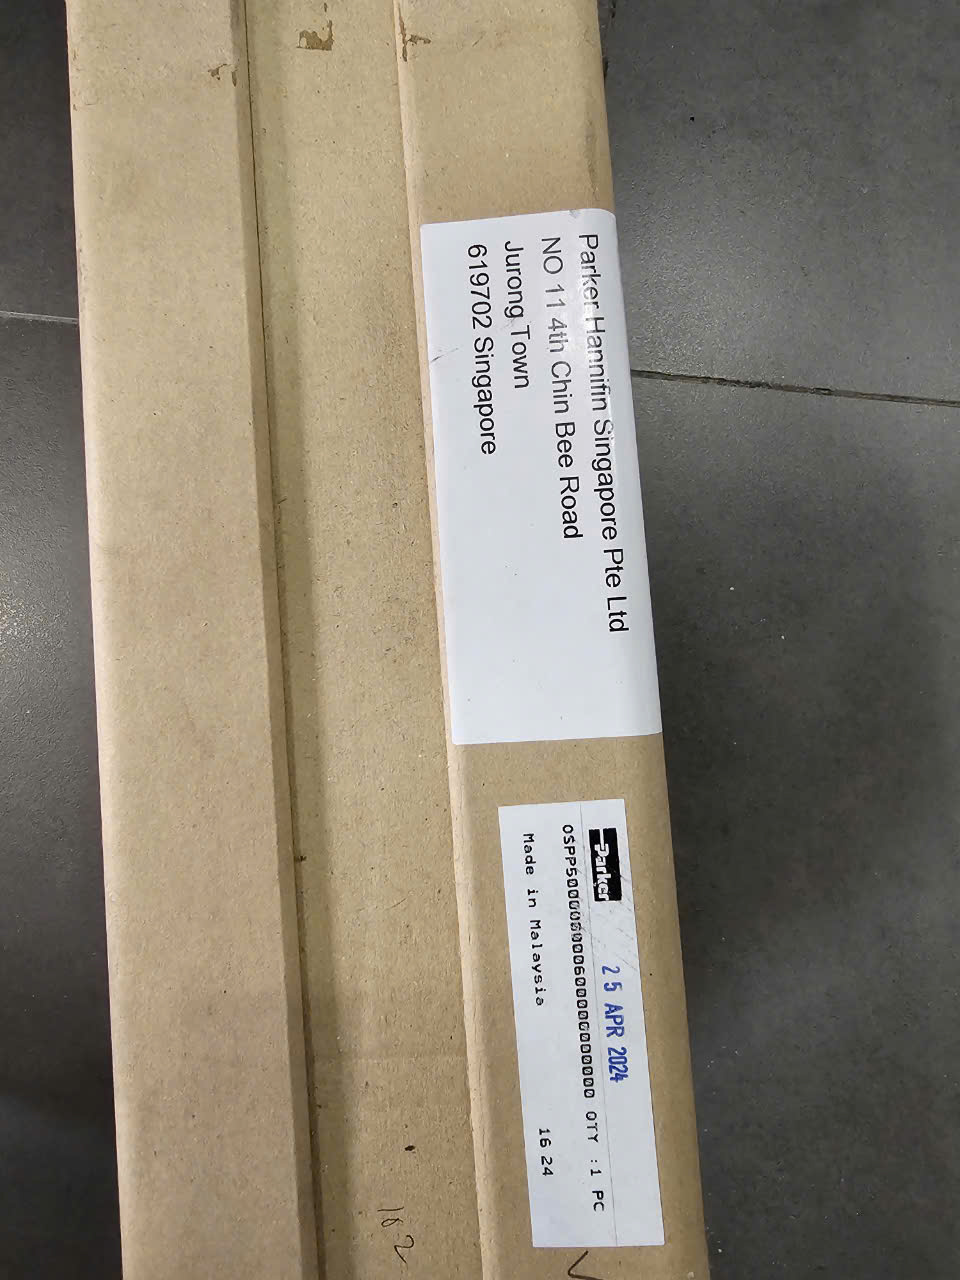 Parker Hannifin Singapore Pte Ltd
NO 11 4th Chin Bee Road
Jurong Town
619702 Singapore
Parker
25 APR 2024
QTY :1 PC
Made in Malaysia
16 24